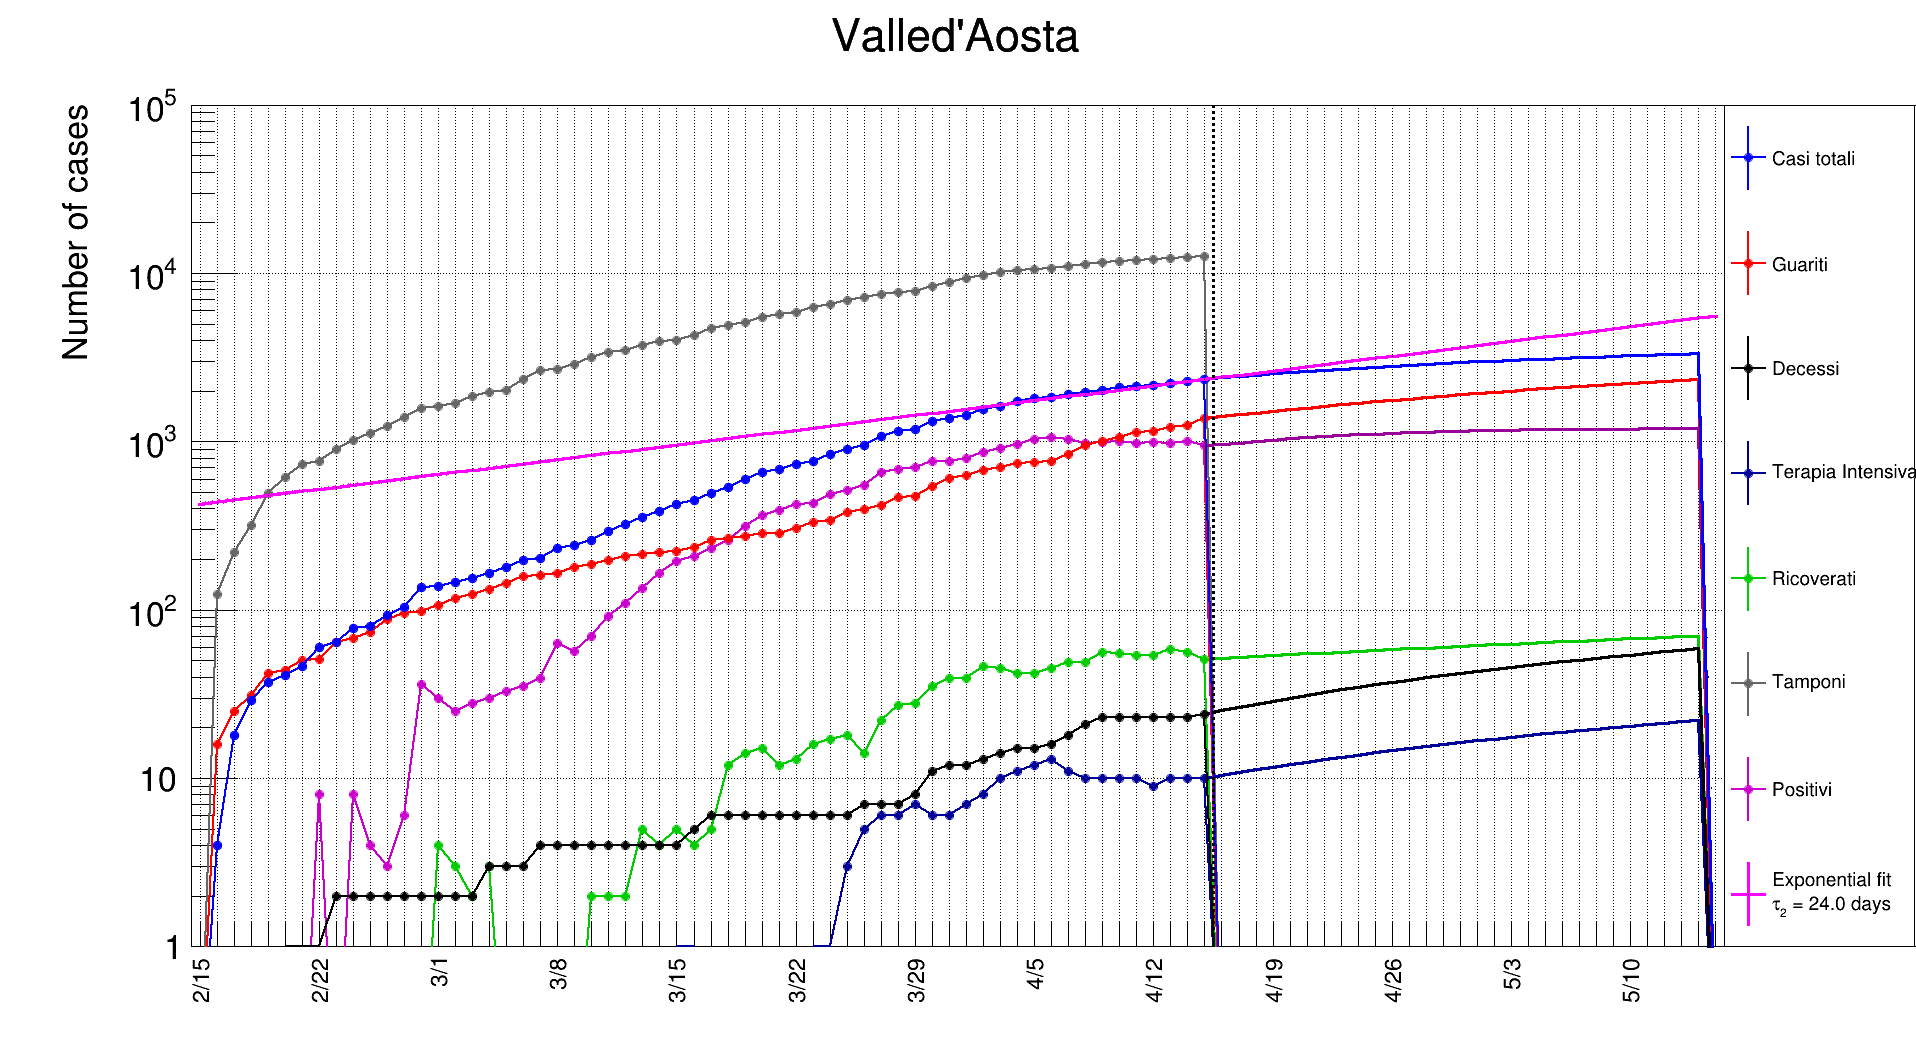 Valled'Aosta
Number of cases
10^5
10^4
10^3
10^2
10
1
2/15
2/22
3/1
3/8
3/15
3/22
3/29
4/5
4/12
4/19
4/26
5/3
5/10
Casi totali
Guariti
Decessi
Terapia Intensiva
Ricoverati
Tamponi
Positivi
Exponential fit
τ_2 = 24.0 days